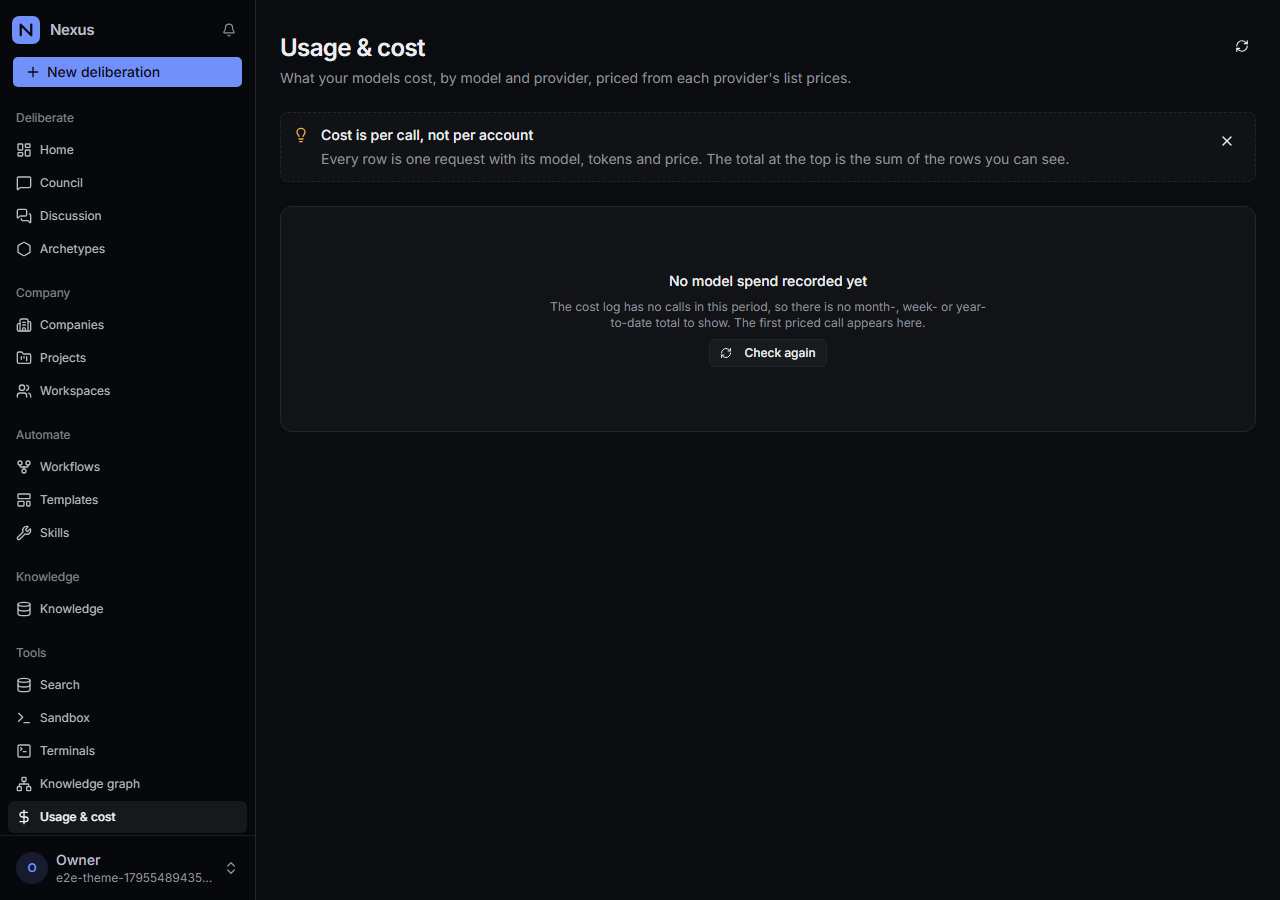 Nexus
New deliberation
Deliberate
Home
Council
Discussion
Archetypes
Company
Companies
Projects
Workspaces
Automate
Workflows
Templates
Skills
Knowledge
Knowledge
Tools
Search
Sandbox
Terminals
Knowledge graph
Usage & cost
O
Owner
e2e-theme-17955489435...
Usage & cost
What your models cost, by model and provider, priced from each provider's list prices.
Cost is per call, not per account
Every row is one request with its model, tokens and price. The total at the top is the sum of the rows you can see.
No model spend recorded yet
The cost log has no calls in this period, so there is no month-, week- or year-
to-date total to show. The first priced call appears here.
Check again